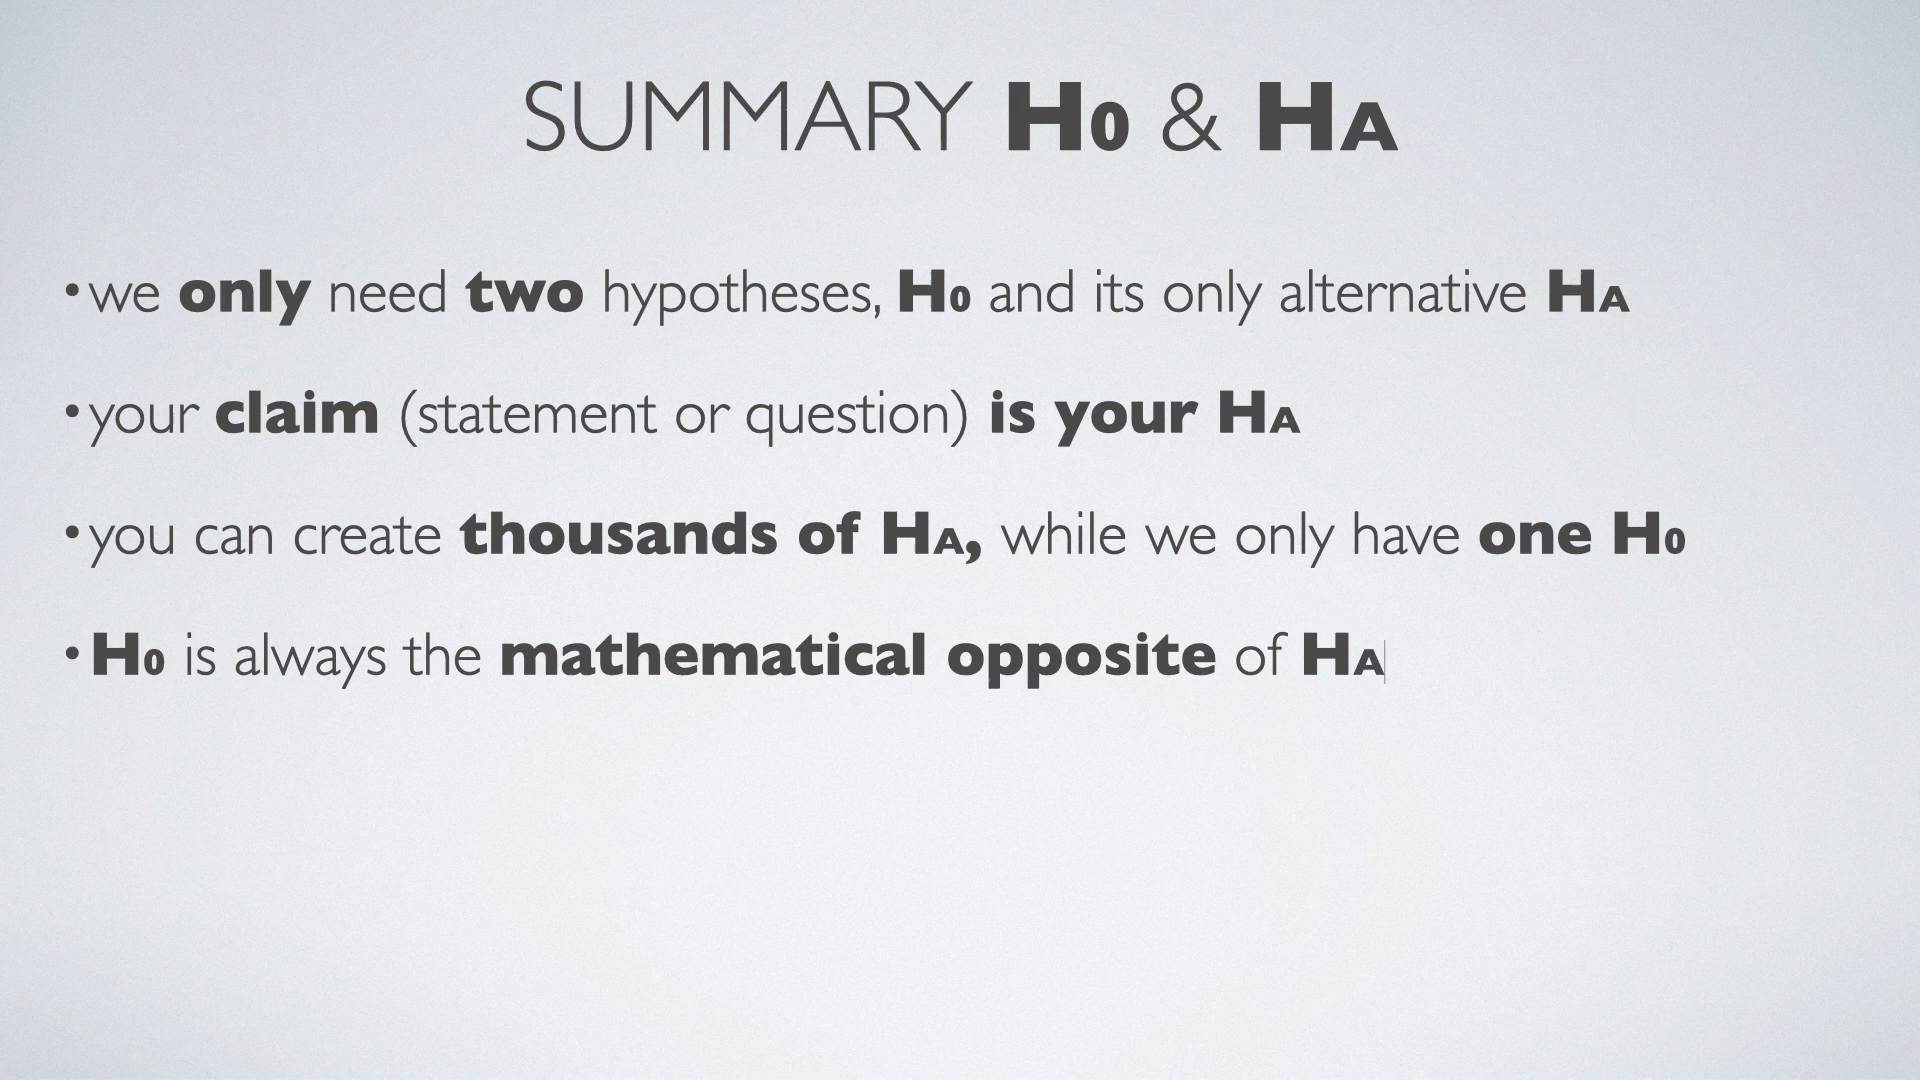 SUMMARY H0 & HA
•we only need two hypotheses, H0 and its only alternative HA
•your claim (statement or question) is your HA
•you can create thousands of HA, while we only have one H0
•H0 is always the mathematical opposite of HA